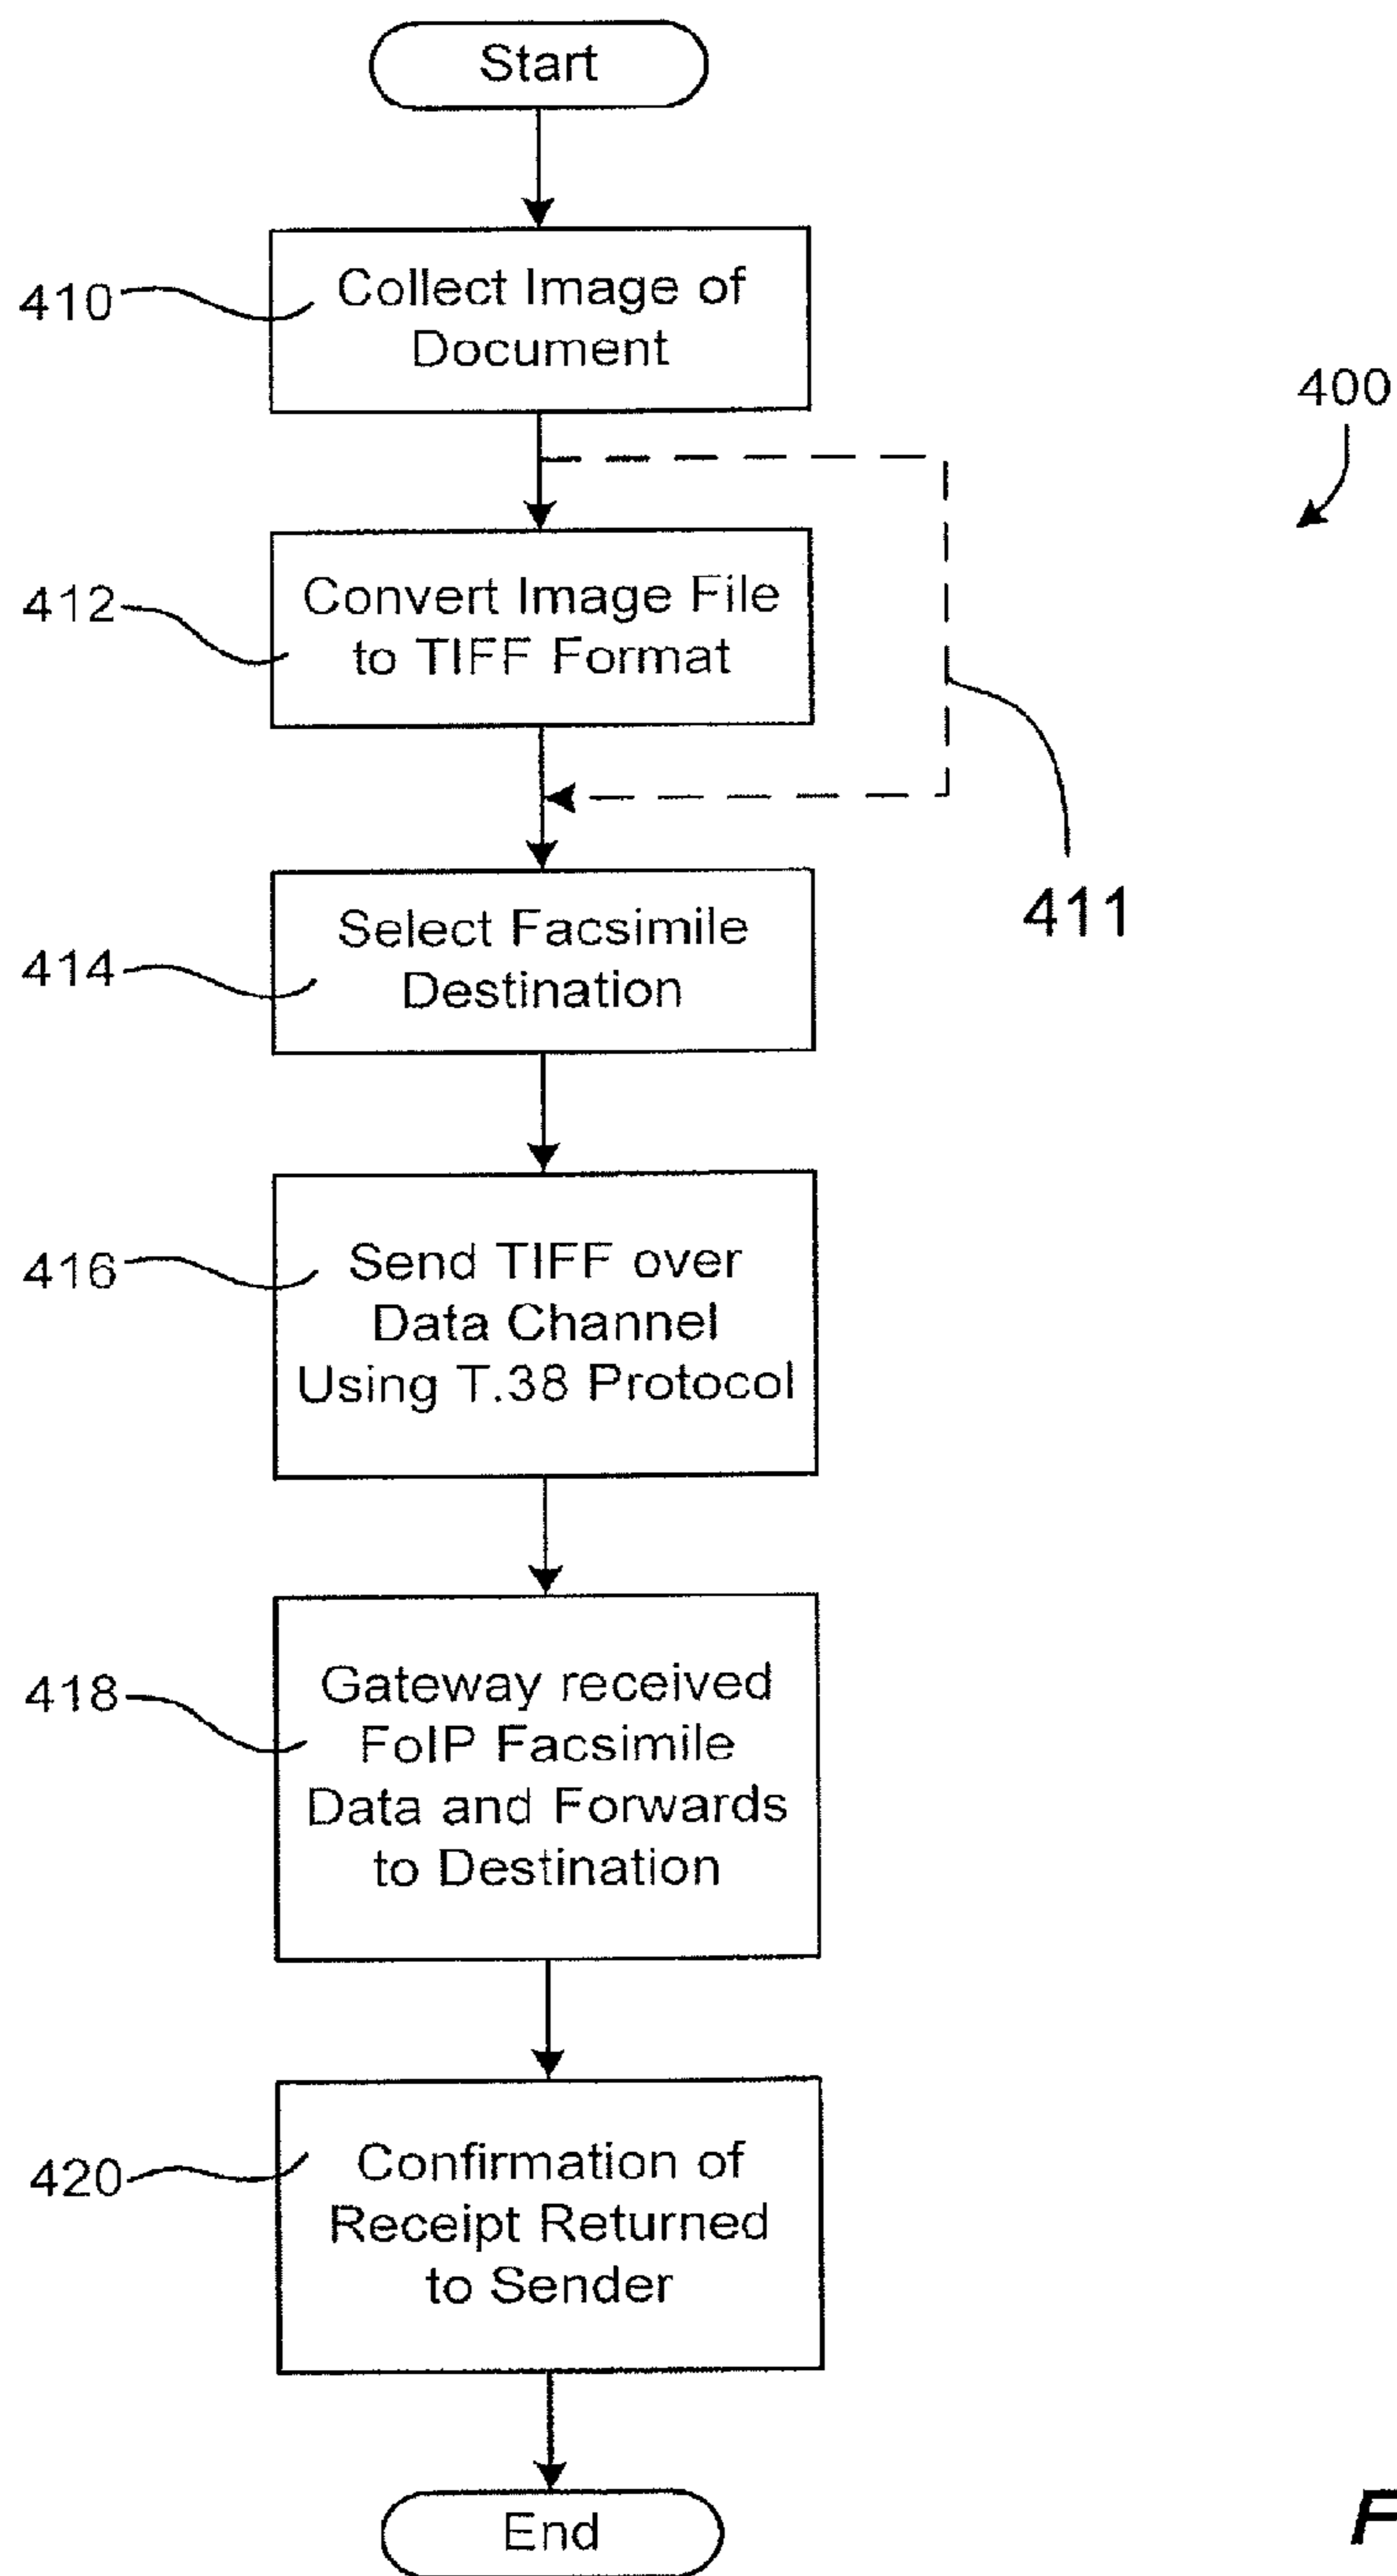 Start
410
Collect Image of
Document
400
412
Convert Image File
to TIFF Format
411
414
Select Facsimile
Destination
416
Send TIFF over
Data Channel
Using T.38 Protocol
418
Gateway received
FoIP Facsimile
Data and Forwards
to Destination
420
Confirmation of
Receipt Returned
to Sender
End
F